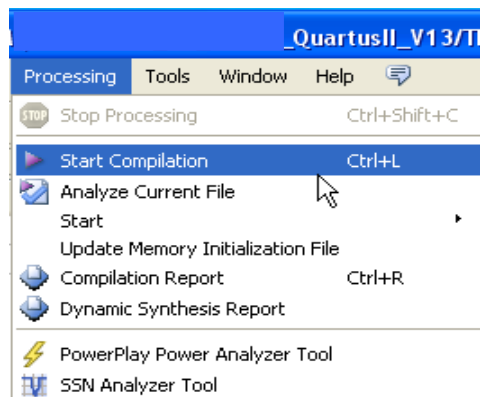 _QuartusII_V13/T
Processing Tools Window Help
STOP Stop Processing Ctrl+Shift+C
Start Compilation Ctrl+L
Analyze Current File
Start
Update Memory Initialization File
Compilation Report Ctrl+R
Dynamic Synthesis Report
PowerPlay Power Analyzer Tool
SSN Analyzer Tool